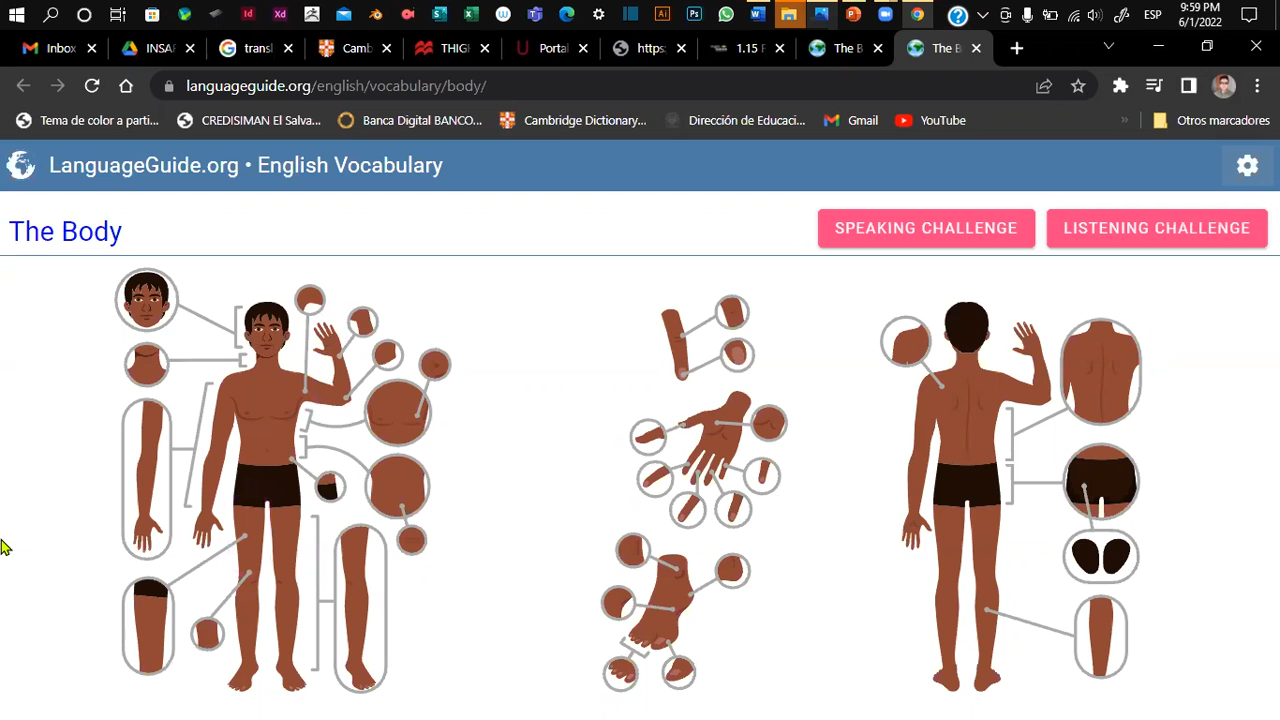 9:59 PM
ESP
6/1/2022
Inbox
INSAF
transl
Camb
THIGH
Portal
https:
1.15 F
The B
The B
languageguide.org/english/vocabulary/body/
Tema de color a parti...
CREDISIMAN El Salva...
Banca Digital BANCO...
Cambridge Dictionary...
Dirección de Educaci...
Gmail
YouTube
»
Otros marcadores
LanguageGuide.org • English Vocabulary
The Body
SPEAKING CHALLENGE
LISTENING CHALLENGE